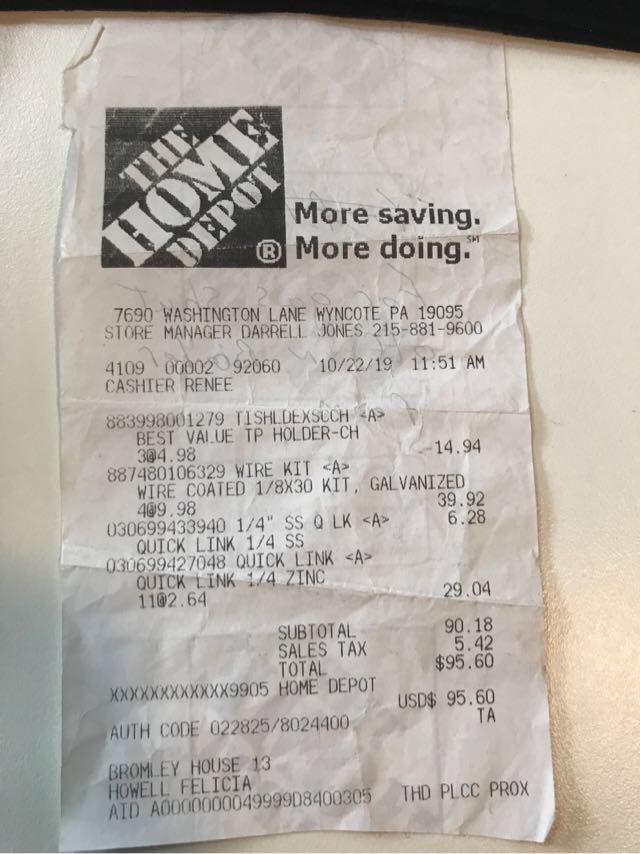 THE
HOME
DEPOT
®
More saving.
More doing.℠
7690 WASHINGTON LANE WYNCOTE PA 19095
STORE MANAGER DARRELL JONES 215-881-9600
4109 00002 92060 10/22/19 11:51 AM
CASHIER RENEE
883998001279 TISHLDEXSCCH <A>
BEST VALUE TP HOLDER-CH
3@4.98 14.94
887480106329 WIRE KIT <A>
WIRE COATED 1/8X30 KIT, GALVANIZED
4@9.98 39.92
030699433940 1/4" SS Q LK <A> 6.28
QUICK LINK 1/4 SS
030699427048 QUICK LINK <A>
QUICK LINK 1/4 ZINC
11@2.64 29.04
SUBTOTAL 90.18
SALES TAX 5.42
TOTAL $95.60
XXXXXXXXXXXX9905 HOME DEPOT
USD$ 95.60
AUTH CODE 022825/8024400 TA
BROMLEY HOUSE 13
HOWELL FELICIA
AID A0000000049999D8400305 THD PLCC PROX